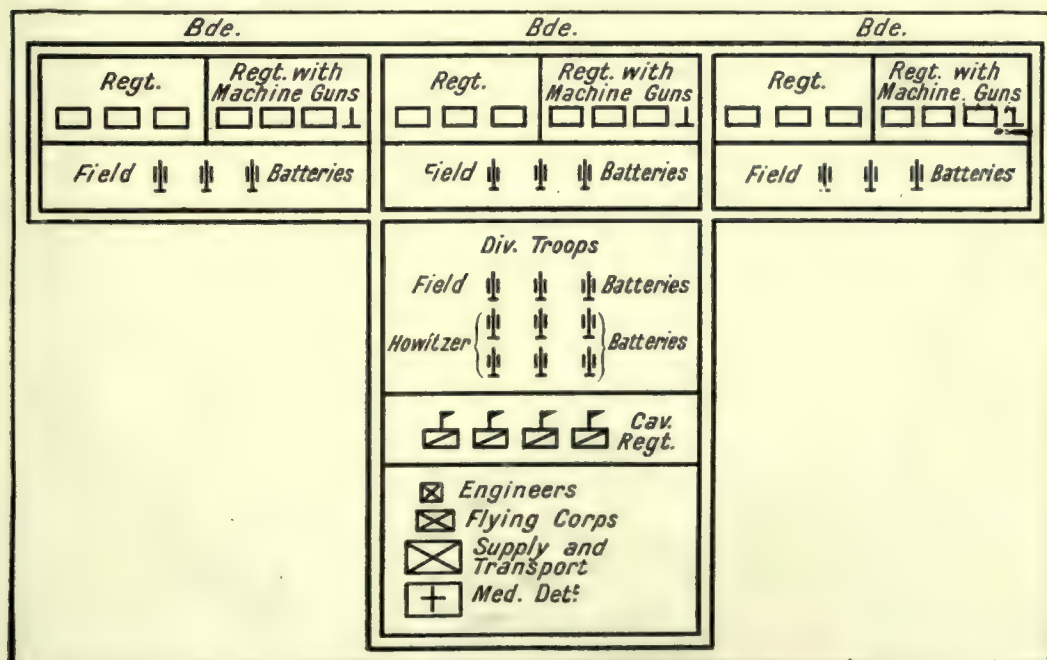 Bde. Bde. Bde.
Regt. Regt. with Machine Guns
Field Batteries
Regt. Regt. with Machine Guns
Field Batteries
Regt. Regt. with Machine Guns
Field Batteries
Div. Troops
Field Batteries
Howitzer Batteries
Cav.
Regt.
Engineers
Flying Corps
Supply and
Transport
Med. Dett.